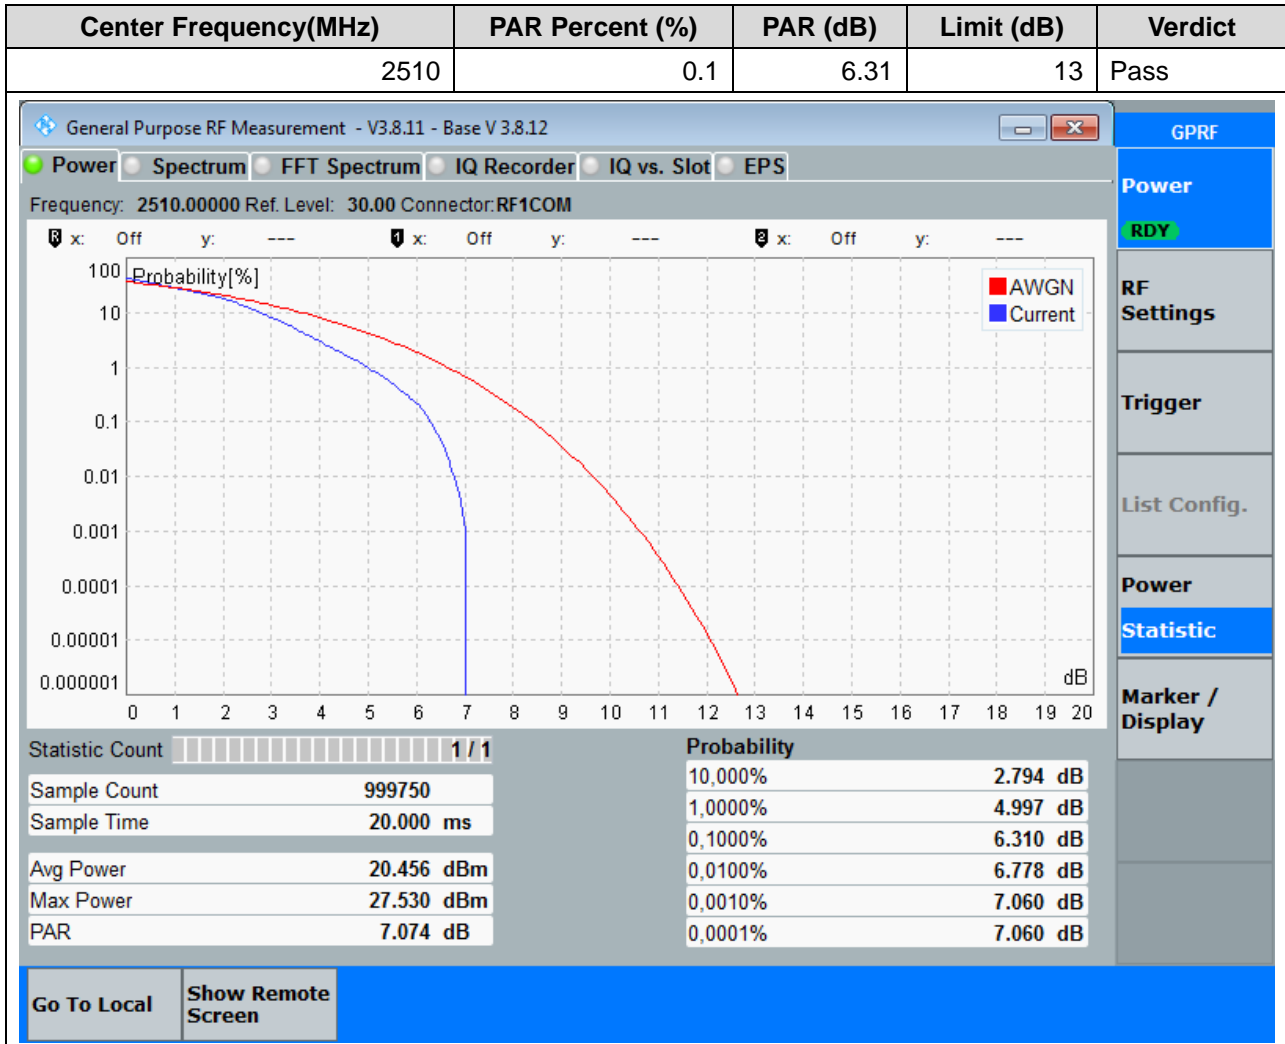 Center Frequency(MHz) PAR Percent (%) PAR (dB) Limit (dB) Verdict
2510 0.1 6.31 13 Pass
General Purpose RF Measurement - V3.8.11 - Base V 3.8.12
GPRF
Power Spectrum FFT Spectrum IQ Recorder IQ vs. Slot EPS
Frequency: 2510.00000 Ref. Level: 30.00 Connector:RF1COM
R x: Off y: --- 1 x: Off y: --- 2 x: Off y: ---
Probability[%]
100
10
1
0.1
0.01
0.001
0.0001
0.00001
0.000001
AWGN
Current
dB
0 1 2 3 4 5 6 7 8 9 10 11 12 13 14 15 16 17 18 19 20
Statistic Count 1 / 1
Sample Count 999750
Sample Time 20.000 ms
Avg Power 20.456 dBm
Max Power 27.530 dBm
PAR 7.074 dB
Probability
10,000% 2.794 dB
1,0000% 4.997 dB
0,1000% 6.310 dB
0,0100% 6.778 dB
0,0010% 7.060 dB
0,0001% 7.060 dB
Power
RDY
RF
Settings
Trigger
List Config.
Power
Statistic
Marker /
Display
Go To Local
Show Remote
Screen